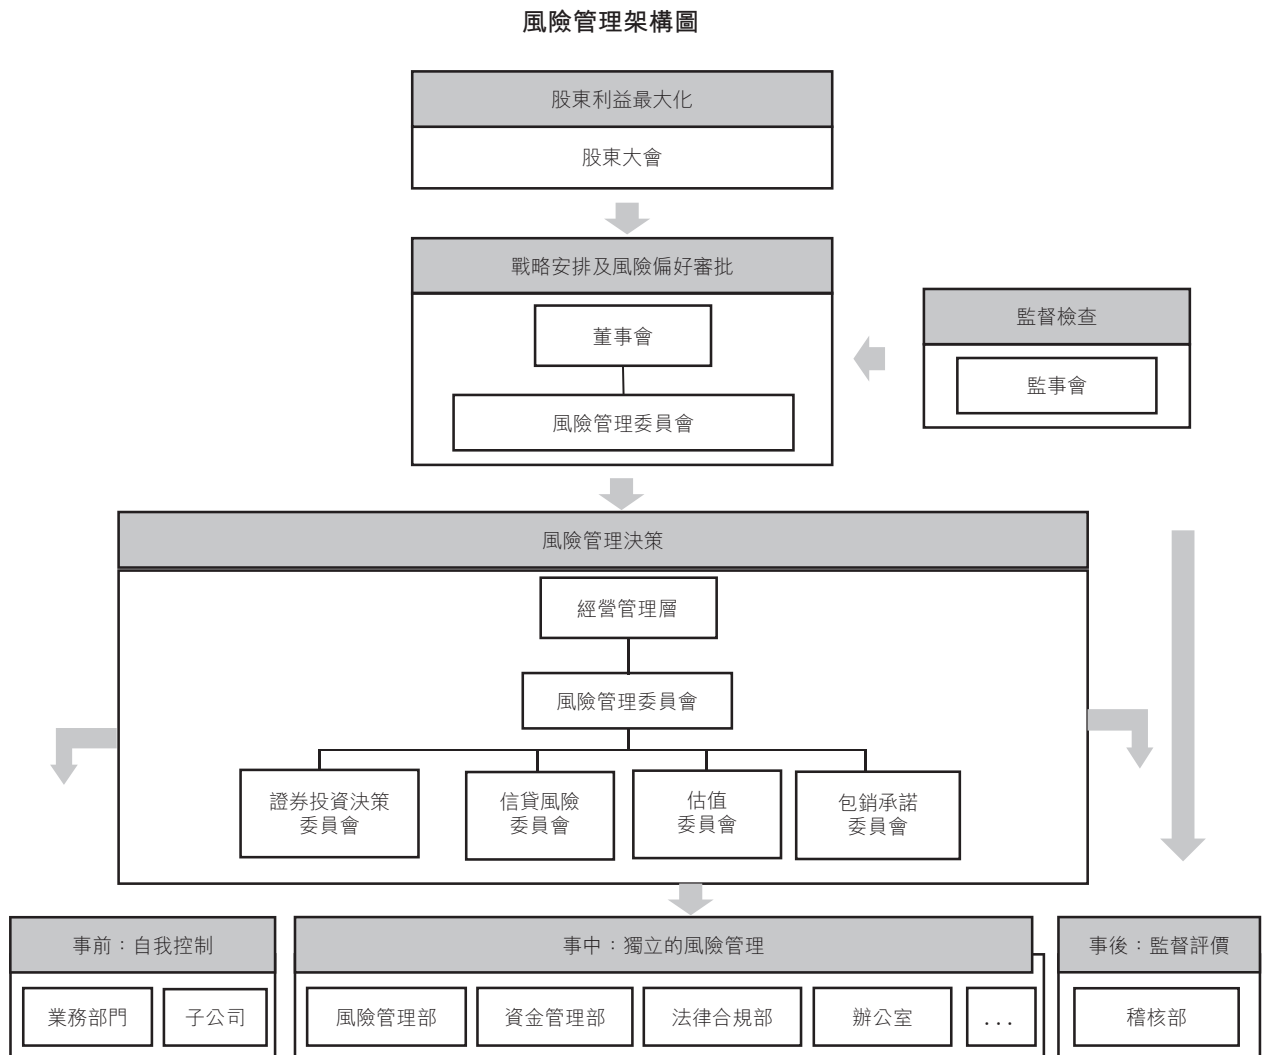 風險管理架構圖
股東利益最大化
股東大會
戰略安排及風險偏好審批
董事會
風險管理委員會
監督檢查
監事會
風險管理決策
經營管理層
風險管理委員會
證券投資決策
委員會
信貸風險
委員會
估值
委員會
包銷承諾
委員會
事前：自我控制
業務部門
子公司
事中：獨立的風險管理
風險管理部
資金管理部
法律合規部
辦公室
...
事後：監督評價
稽核部